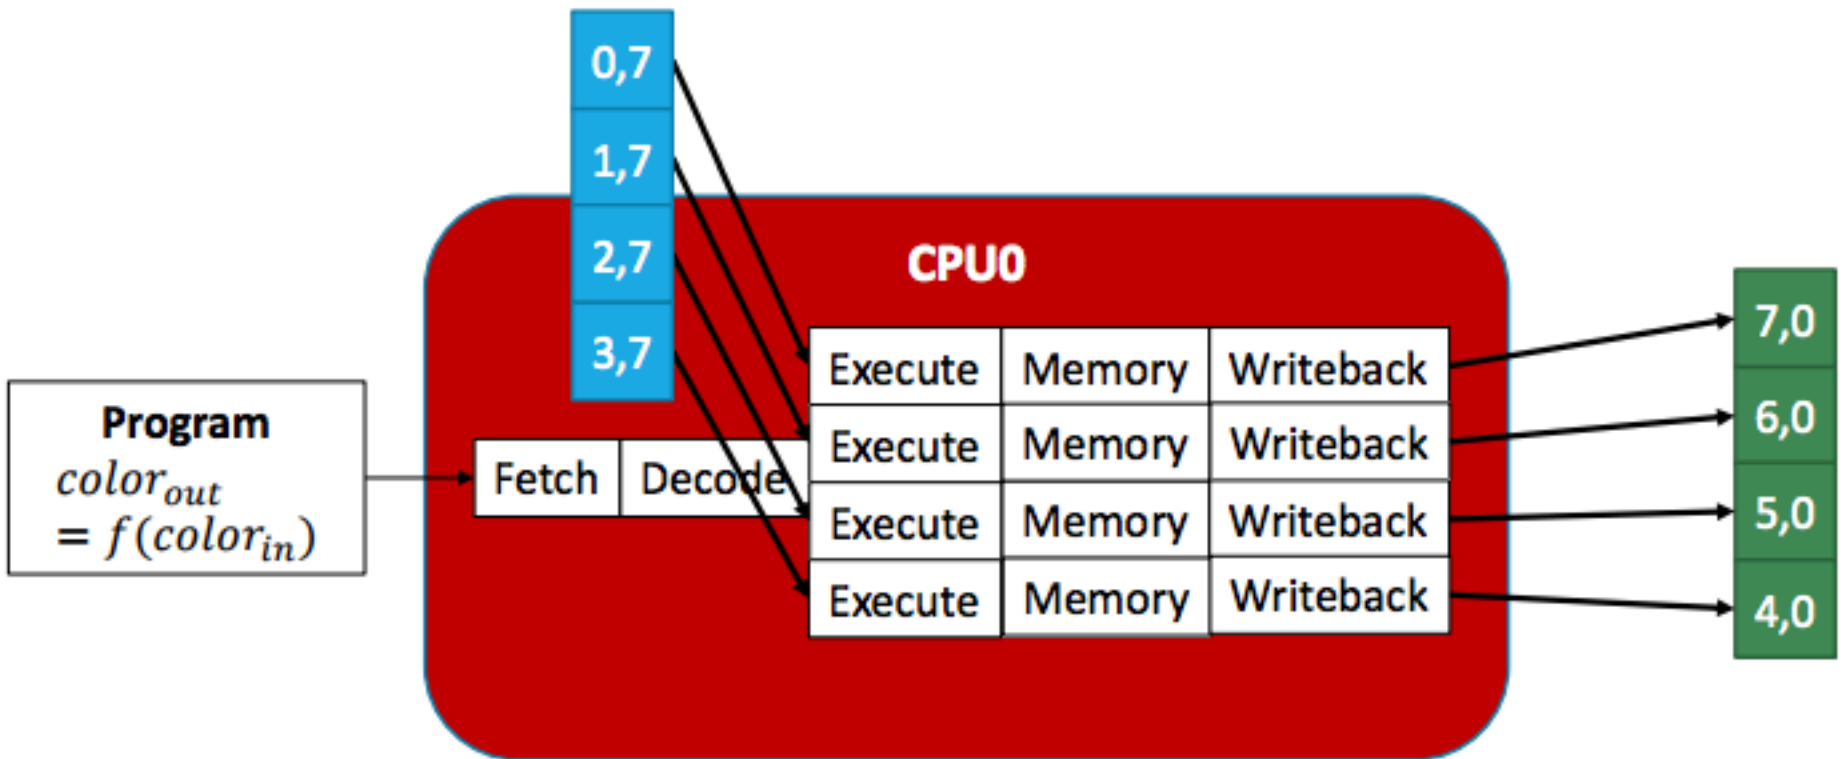 0,7
1,7
2,7
3,7
CPU0
Program
color_out
= f(color_in)
Fetch Decode
Execute Memory Writeback
Execute Memory Writeback
Execute Memory Writeback
Execute Memory Writeback
7,0
6,0
5,0
4,0